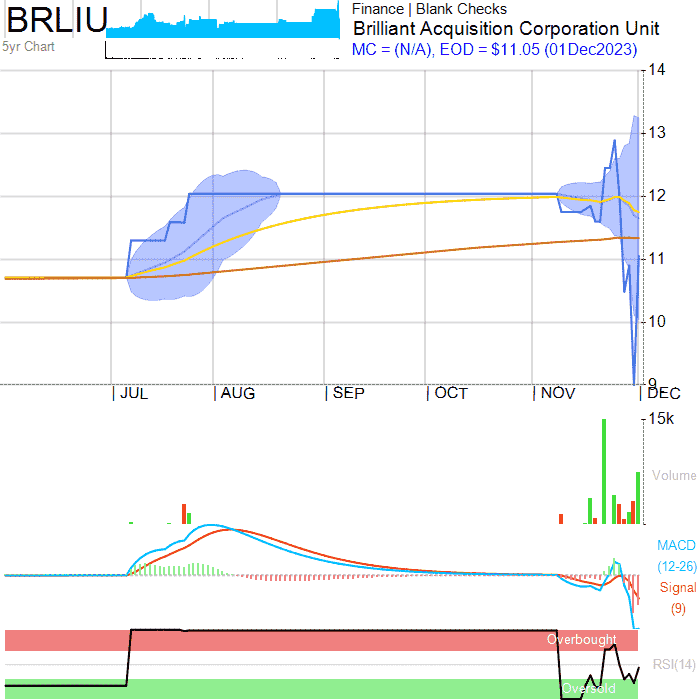 BRLIU
5yr Chart
Finance | Blank Checks
Brilliant Acquisition Corporation Unit
MC = (N/A), EOD = $11.05 (01Dec2023)
14
13
12
11
10
9
JUL AUG SEP OCT NOV DEC
15k
Volume
MACD
(12-26)
Signal
(9)
Overbought
RSI(14)
Oversold